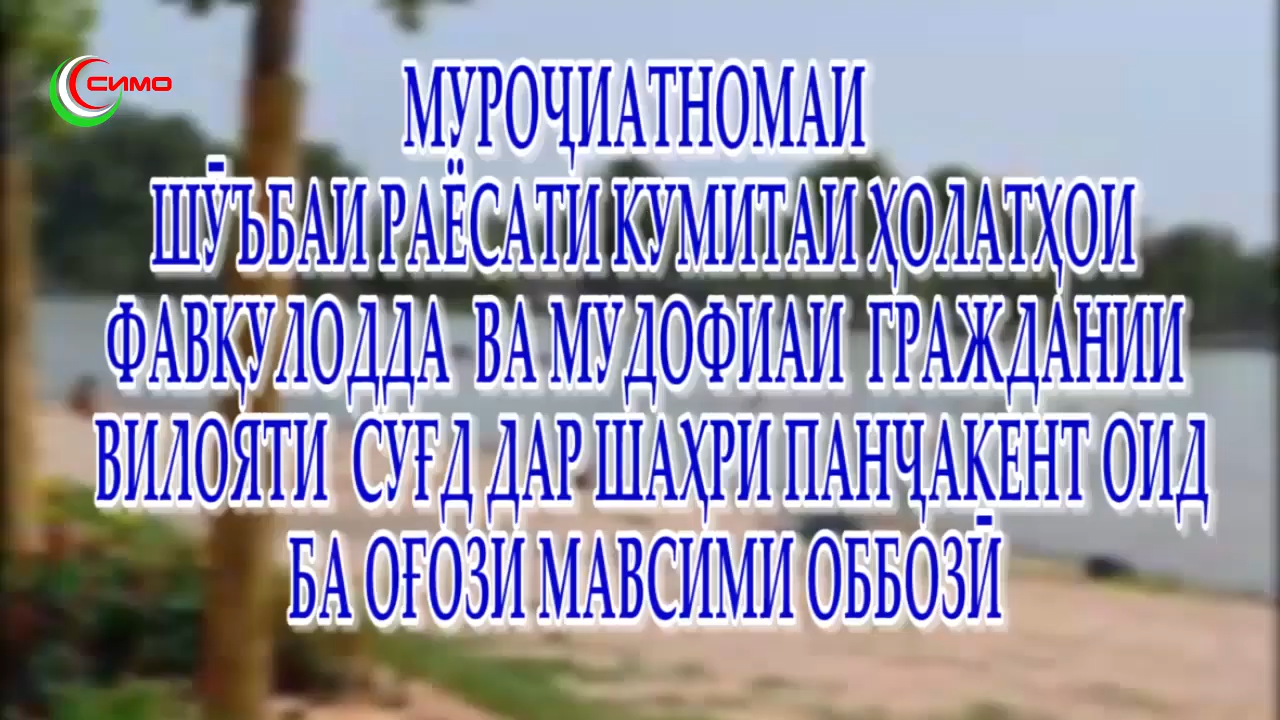 СИМО
МУРОҶИАТНОМАИ
ШӮЪБАИ РАЁСАТИ КУМИТАИ ҲОЛАТҲОИ
ФАВҚУЛОДДА ВА МУДОФИАИ ГРАЖДАНИИ
ВИЛОЯТИ СУҒД ДАР ШАҲРИ ПАНҶАКЕНТ ОИД
БА ОҒОЗИ МАВСИМИ ОББОЗӢ